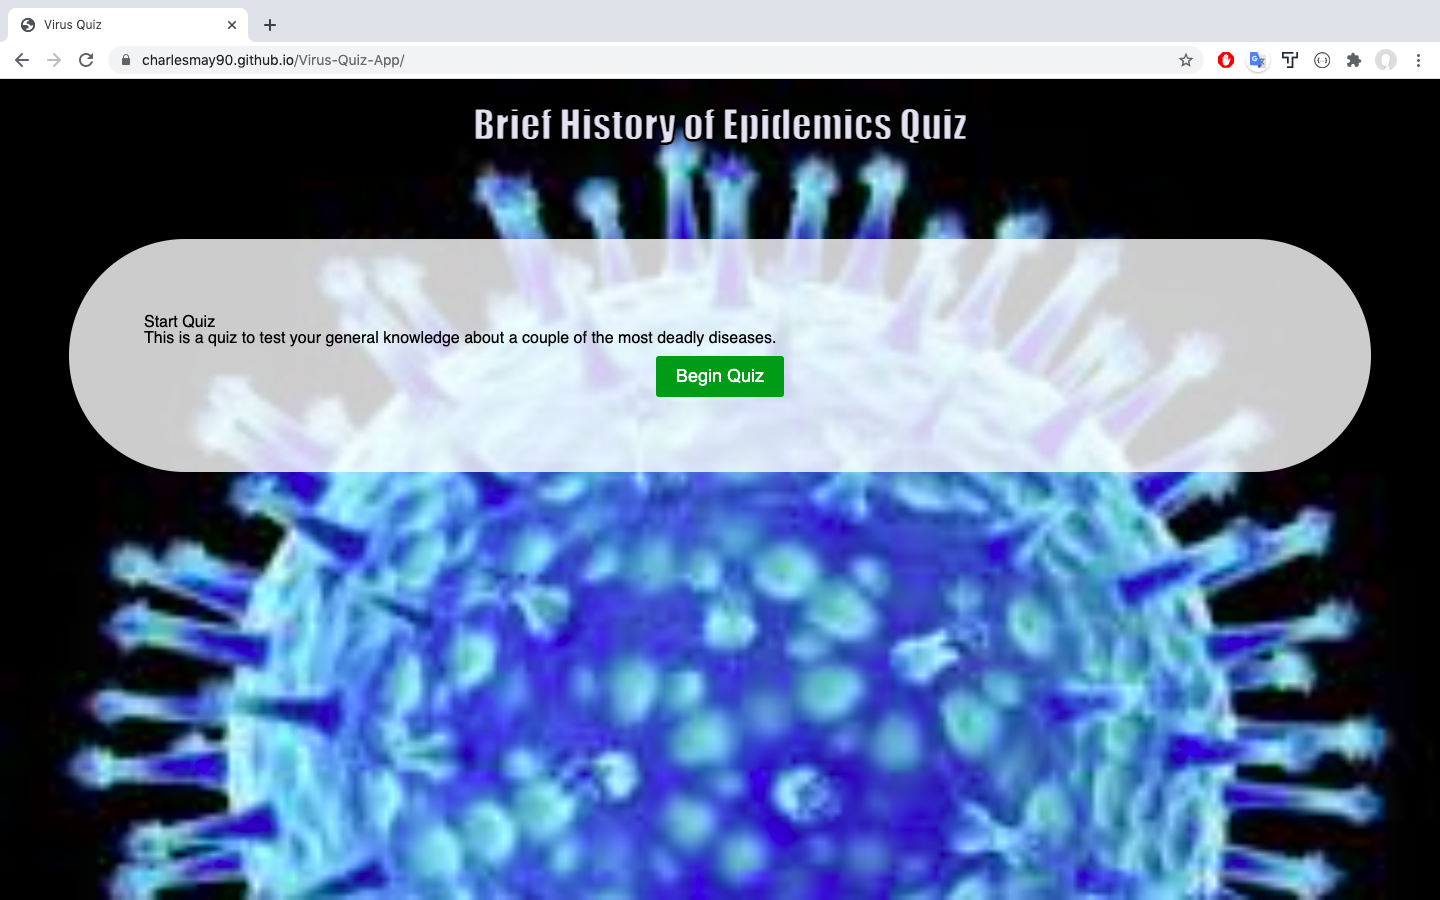 Virus Quiz
charlesmay90.github.io/Virus-Quiz-App/
Brief History of Epidemics Quiz
Start Quiz
This is a quiz to test your general knowledge about a couple of the most deadly diseases.
Begin Quiz